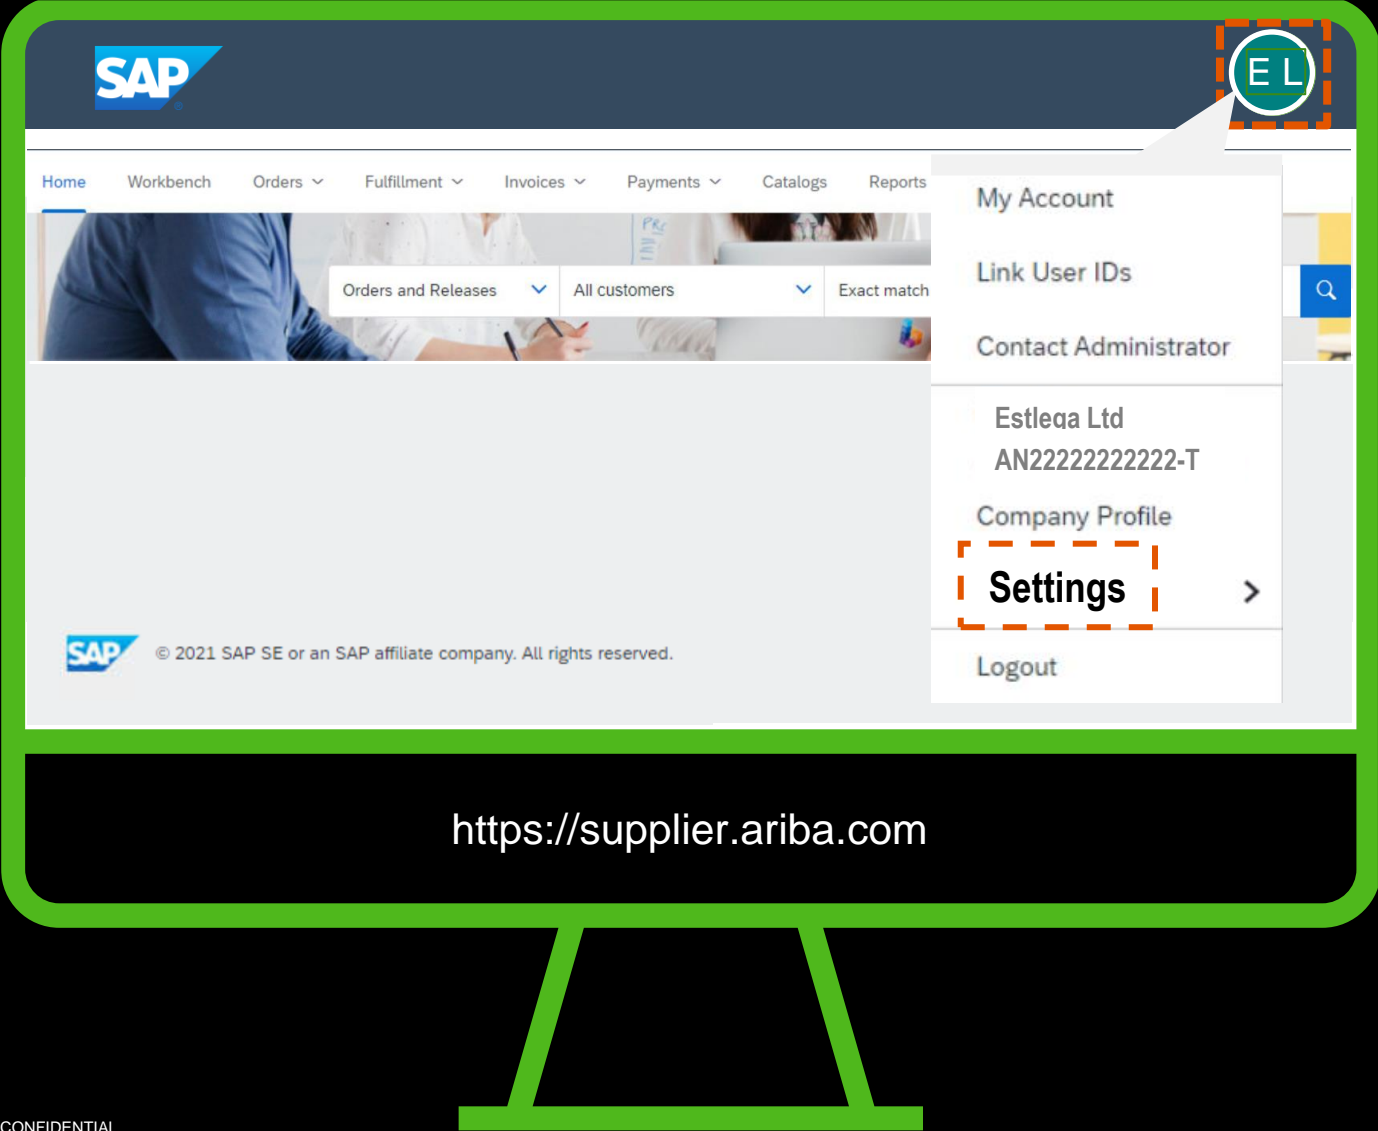 SAP
E L
Home Workbench Orders Fulfillment Invoices Payments Catalogs Reports
Orders and Releases All customers Exact match
My Account
Link User IDs
Contact Administrator
Estlega Ltd
AN22222222222-T
Company Profile
Settings
Logout
SAP © 2021 SAP SE or an SAP affiliate company. All rights reserved.
https://supplier.ariba.com
CONFIDENTIAL